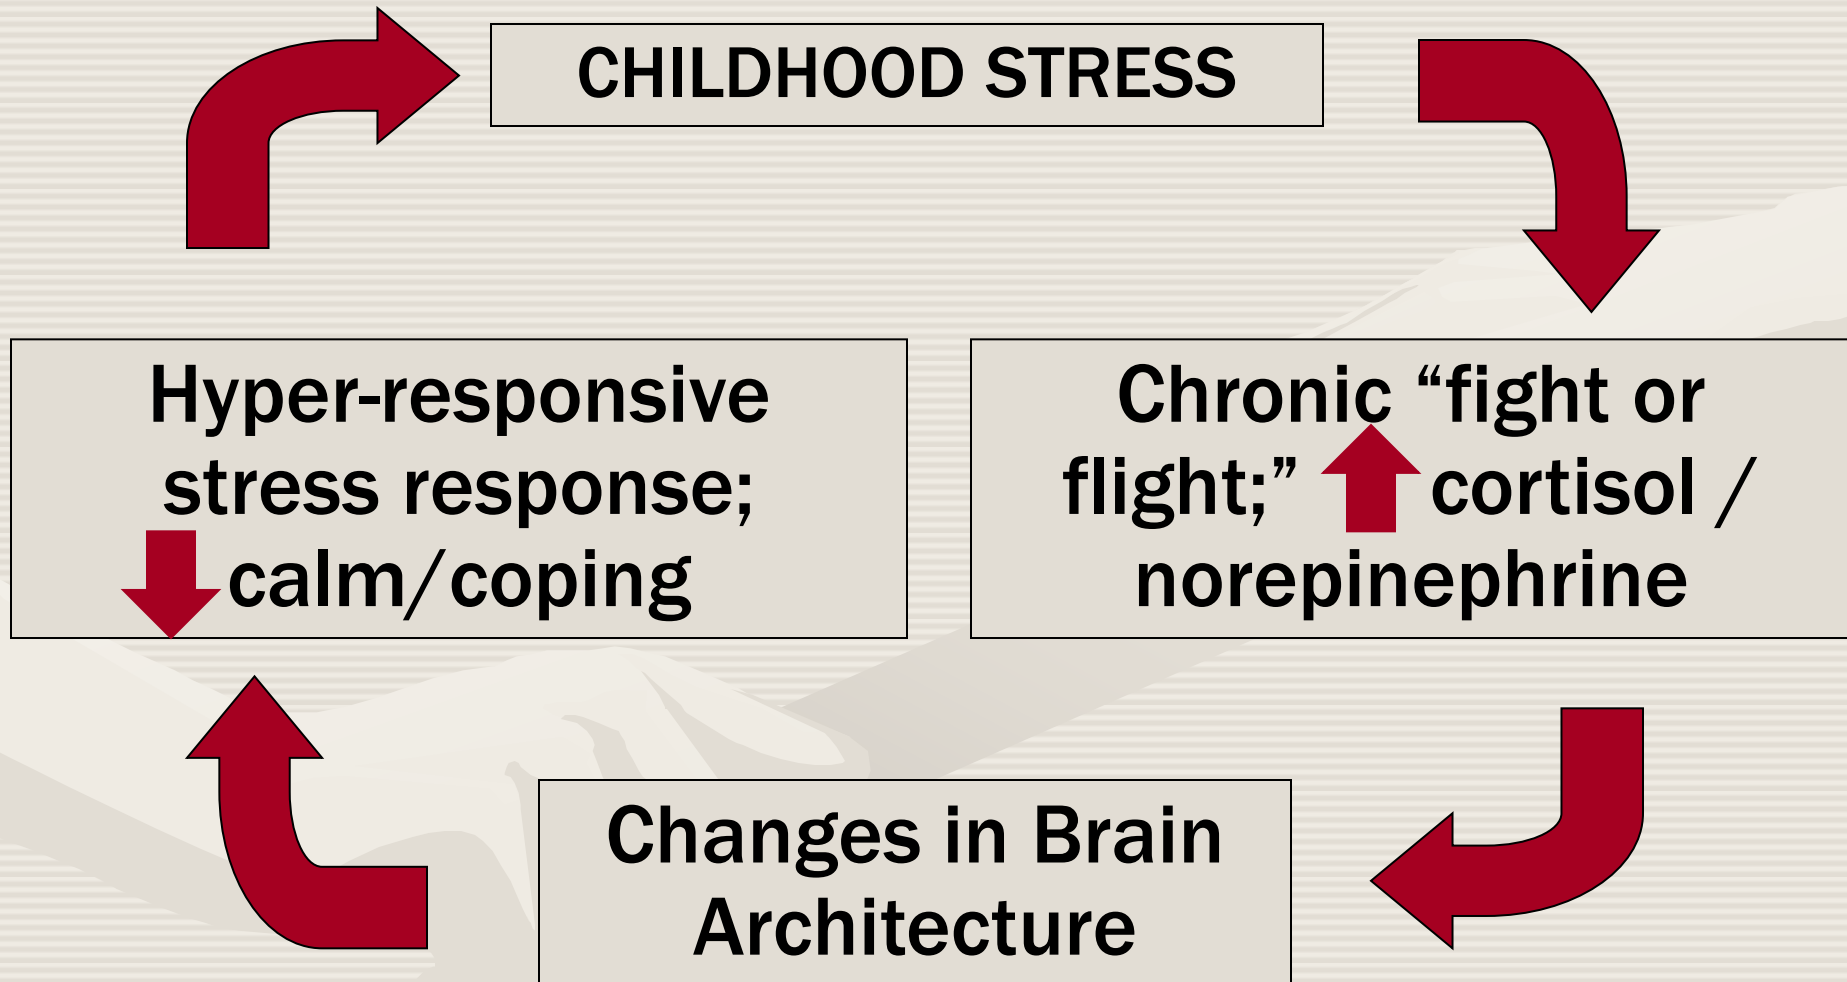 CHILDHOOD STRESS
Hyper-responsive
stress response;
calm/coping
Chronic “fight or
flight;” cortisol /
norepinephrine
Changes in Brain
Architecture